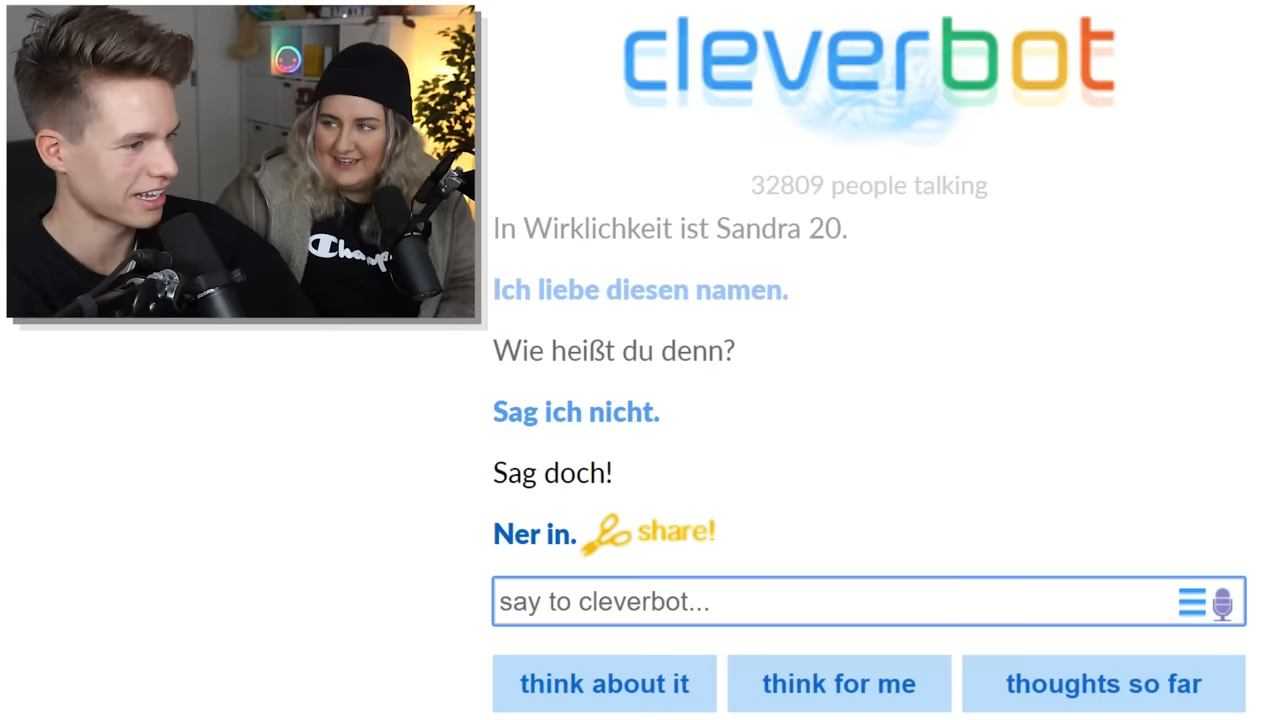 cleverbot
32809 people talking
In Wirklichkeit ist Sandra 20.
Ich liebe diesen namen.
Wie heißt du denn?
Sag ich nicht.
Sag doch!
Ner in. share!
say to cleverbot...
think about it think for me thoughts so far